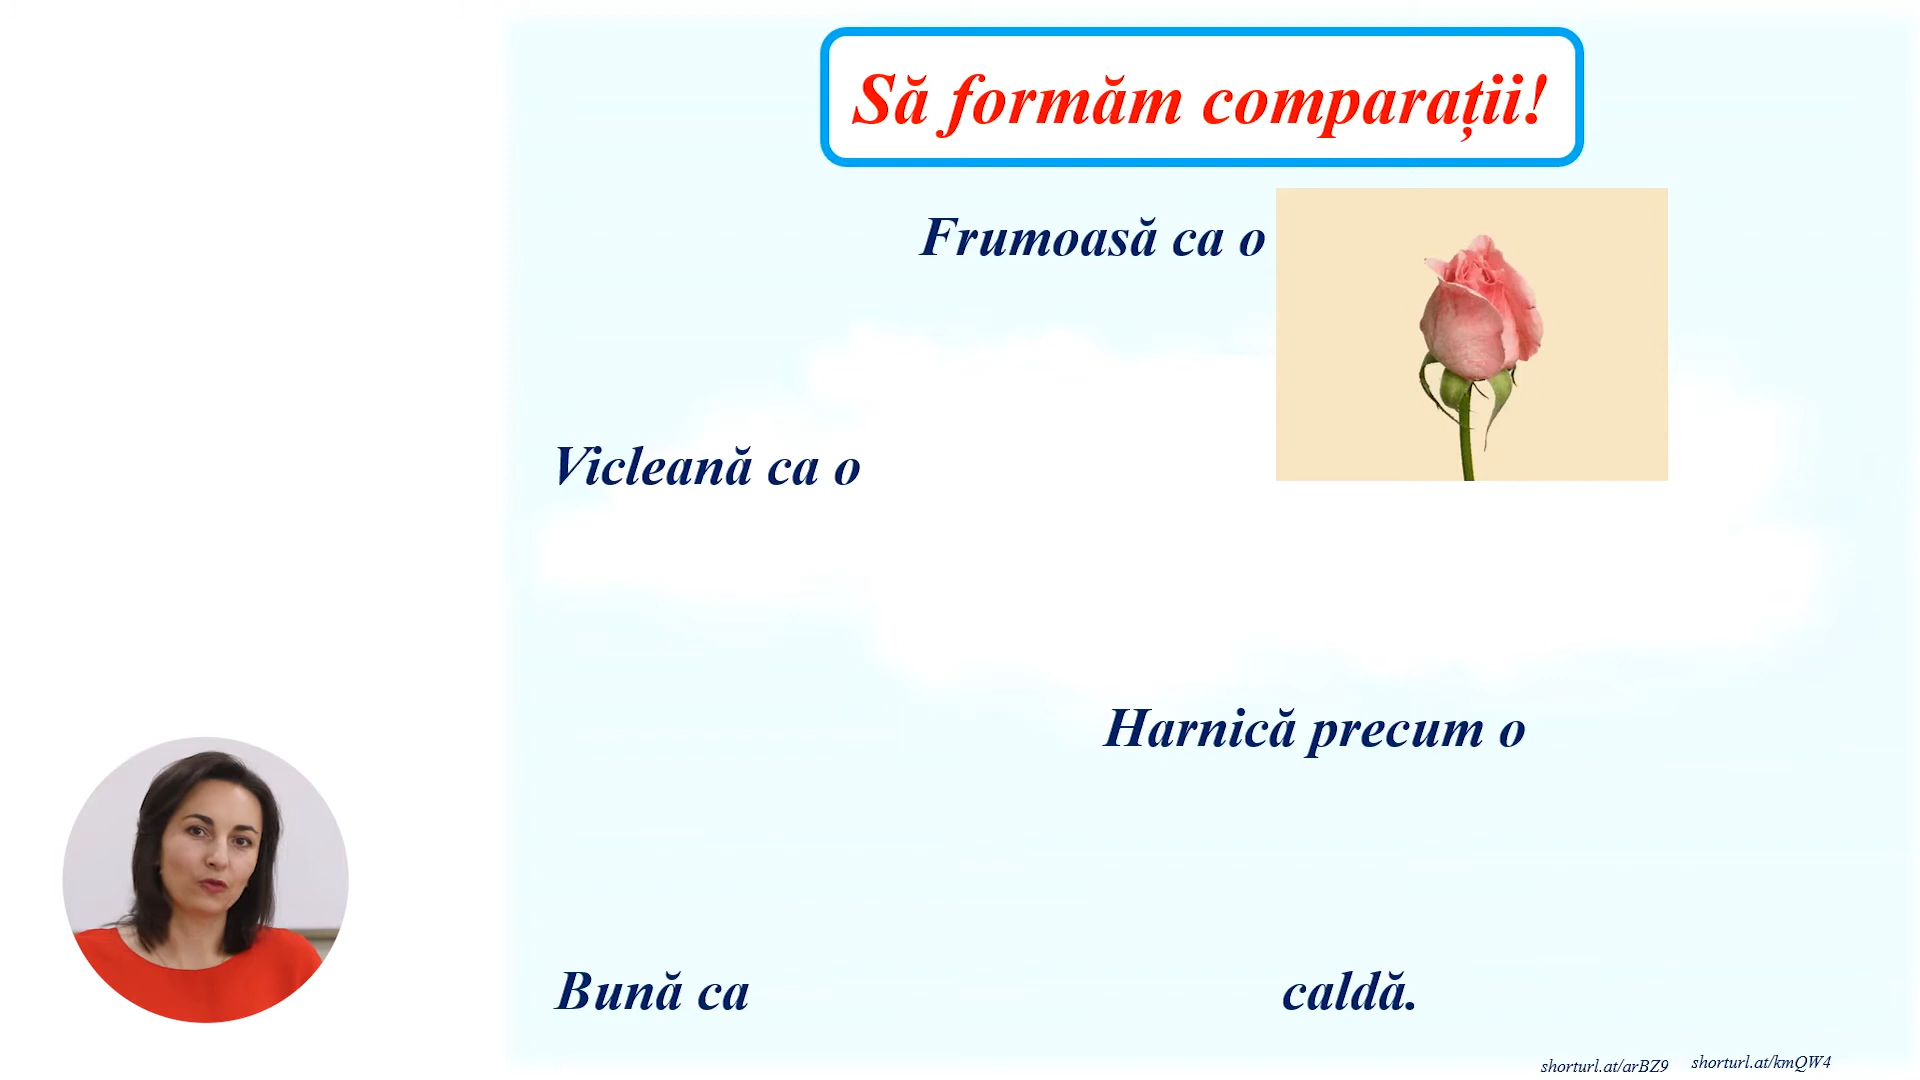 Să formăm comparații!
Frumoasă ca o
Vicleană ca o
Harnică precum o
Bună ca caldă.
shorturl.at/arBZ9 shorturl.at/kmQW4